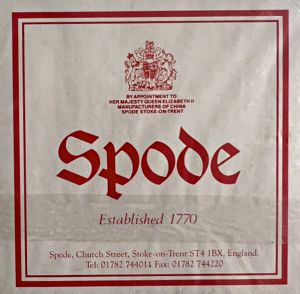 BY APPOINTMENT TO
HER MAJESTY QUEEN ELIZABETH II
MANUFACTURERS OF CHINA
SPODE STOKE-ON-TRENT
Spode
Established 1770
Spode, Church Street, Stoke-on-Trent ST4 1BX, England.
Tel: 01782 744011 Fax: 01782 744220